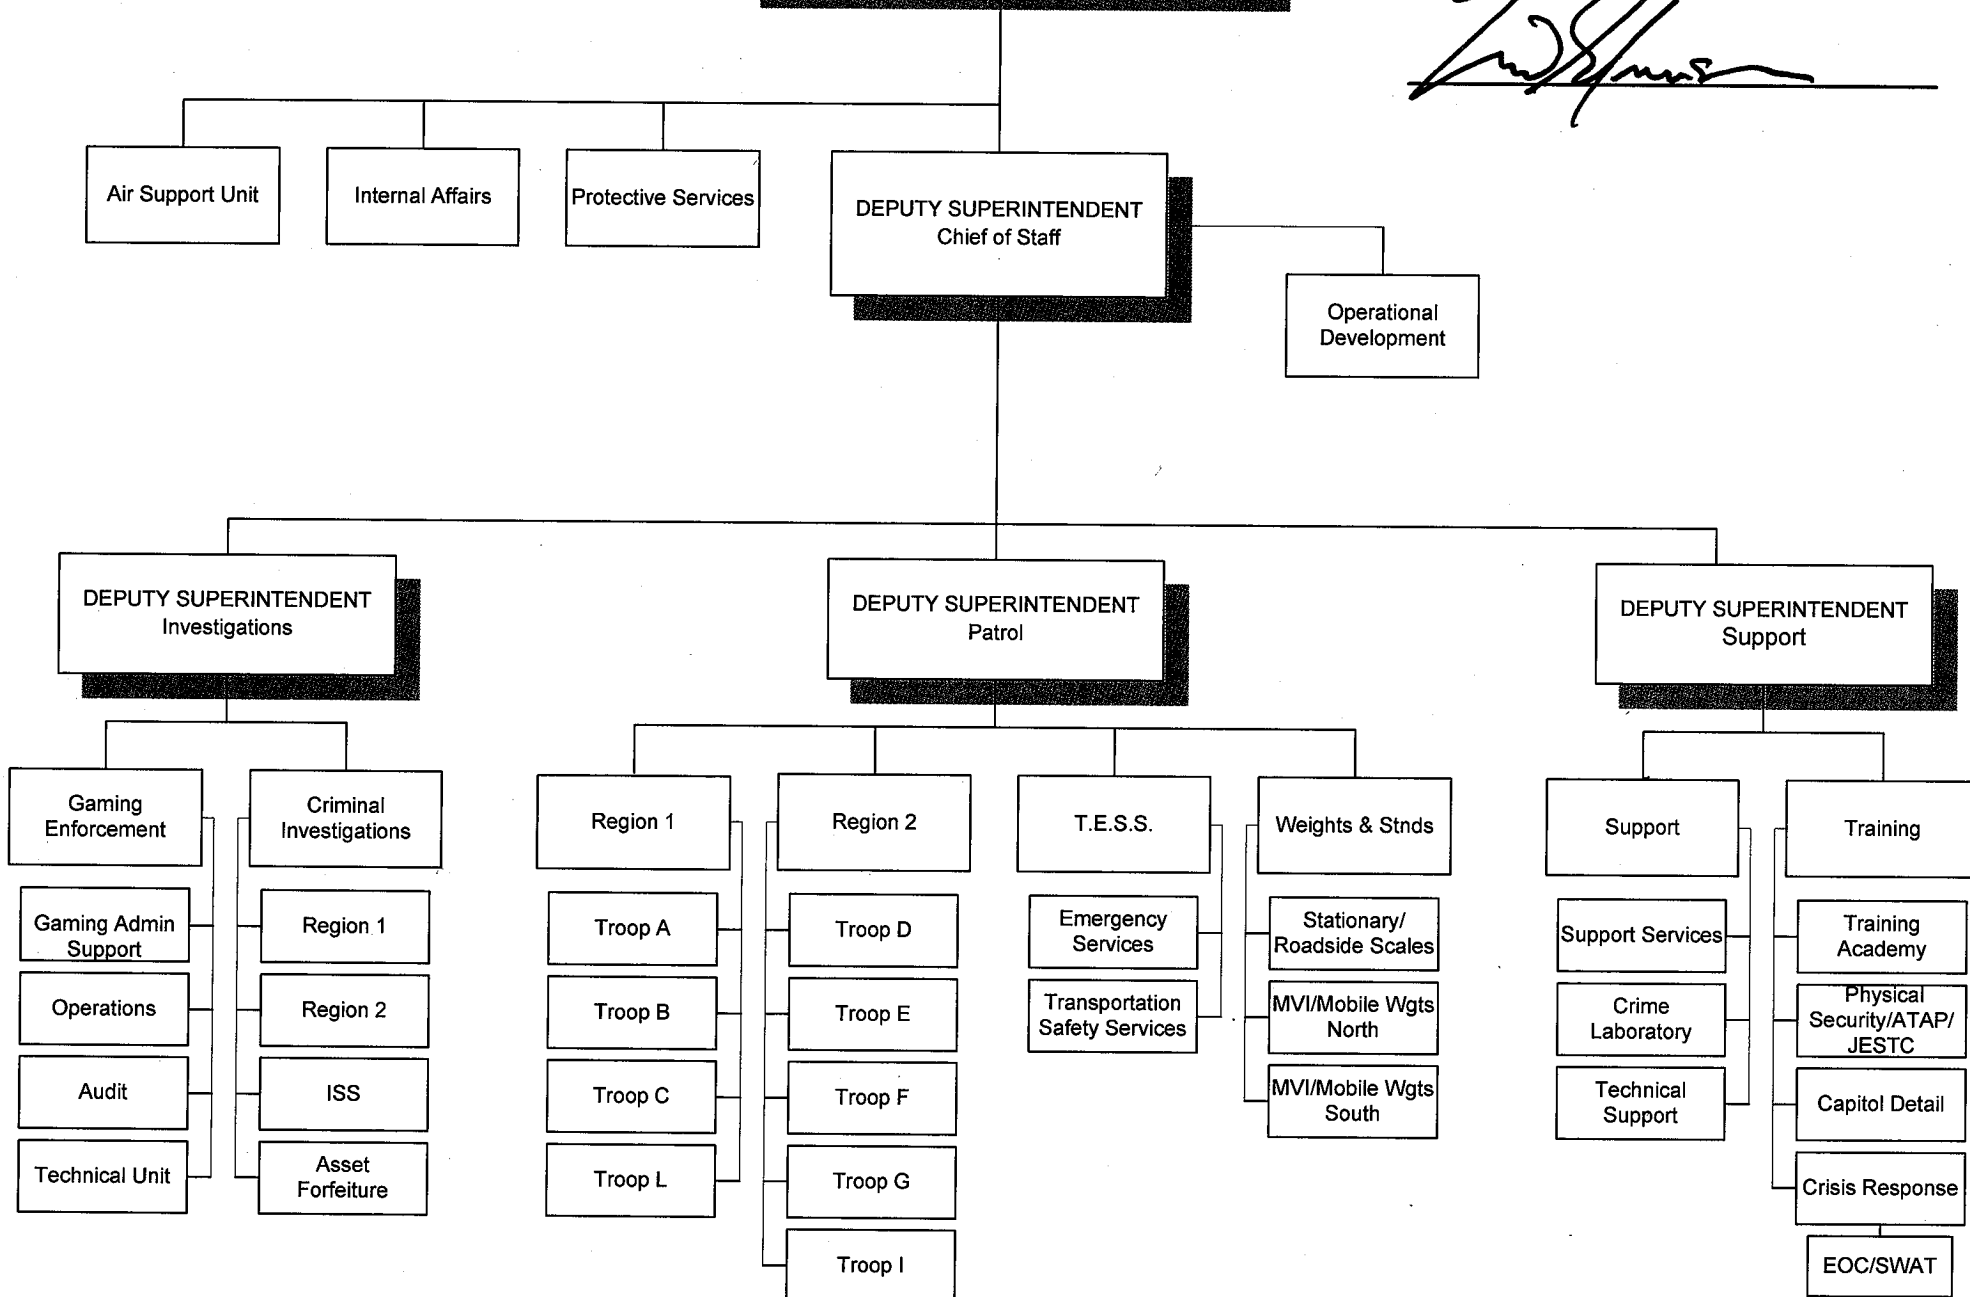 Air Support Unit
Internal Affairs
Protective Services
DEPUTY SUPERINTENDENT
Chief of Staff
Operational
Development
DEPUTY SUPERINTENDENT
Investigations
DEPUTY SUPERINTENDENT
Patrol
DEPUTY SUPERINTENDENT
Support
Gaming
Enforcement
Gaming Admin
Support
Operations
Audit
Technical Unit
Criminal
Investigations
Region 1
Region 2
ISS
Asset
Forfeiture
Region 1
Troop A
Troop B
Troop C
Troop L
Region 2
Troop D
Troop E
Troop F
Troop G
Troop I
T.E.S.S.
Emergency
Services
Transportation
Safety Services
Weights & Stnds
Stationary/
Roadside Scales
MVI/Mobile Wgts
North
MVI/Mobile Wgts
South
Support
Support Services
Crime
Laboratory
Technical
Support
Training
Training
Academy
Physical
Security/ATAP/
JESTC
Capitol Detail
Crisis Response
EOC/SWAT